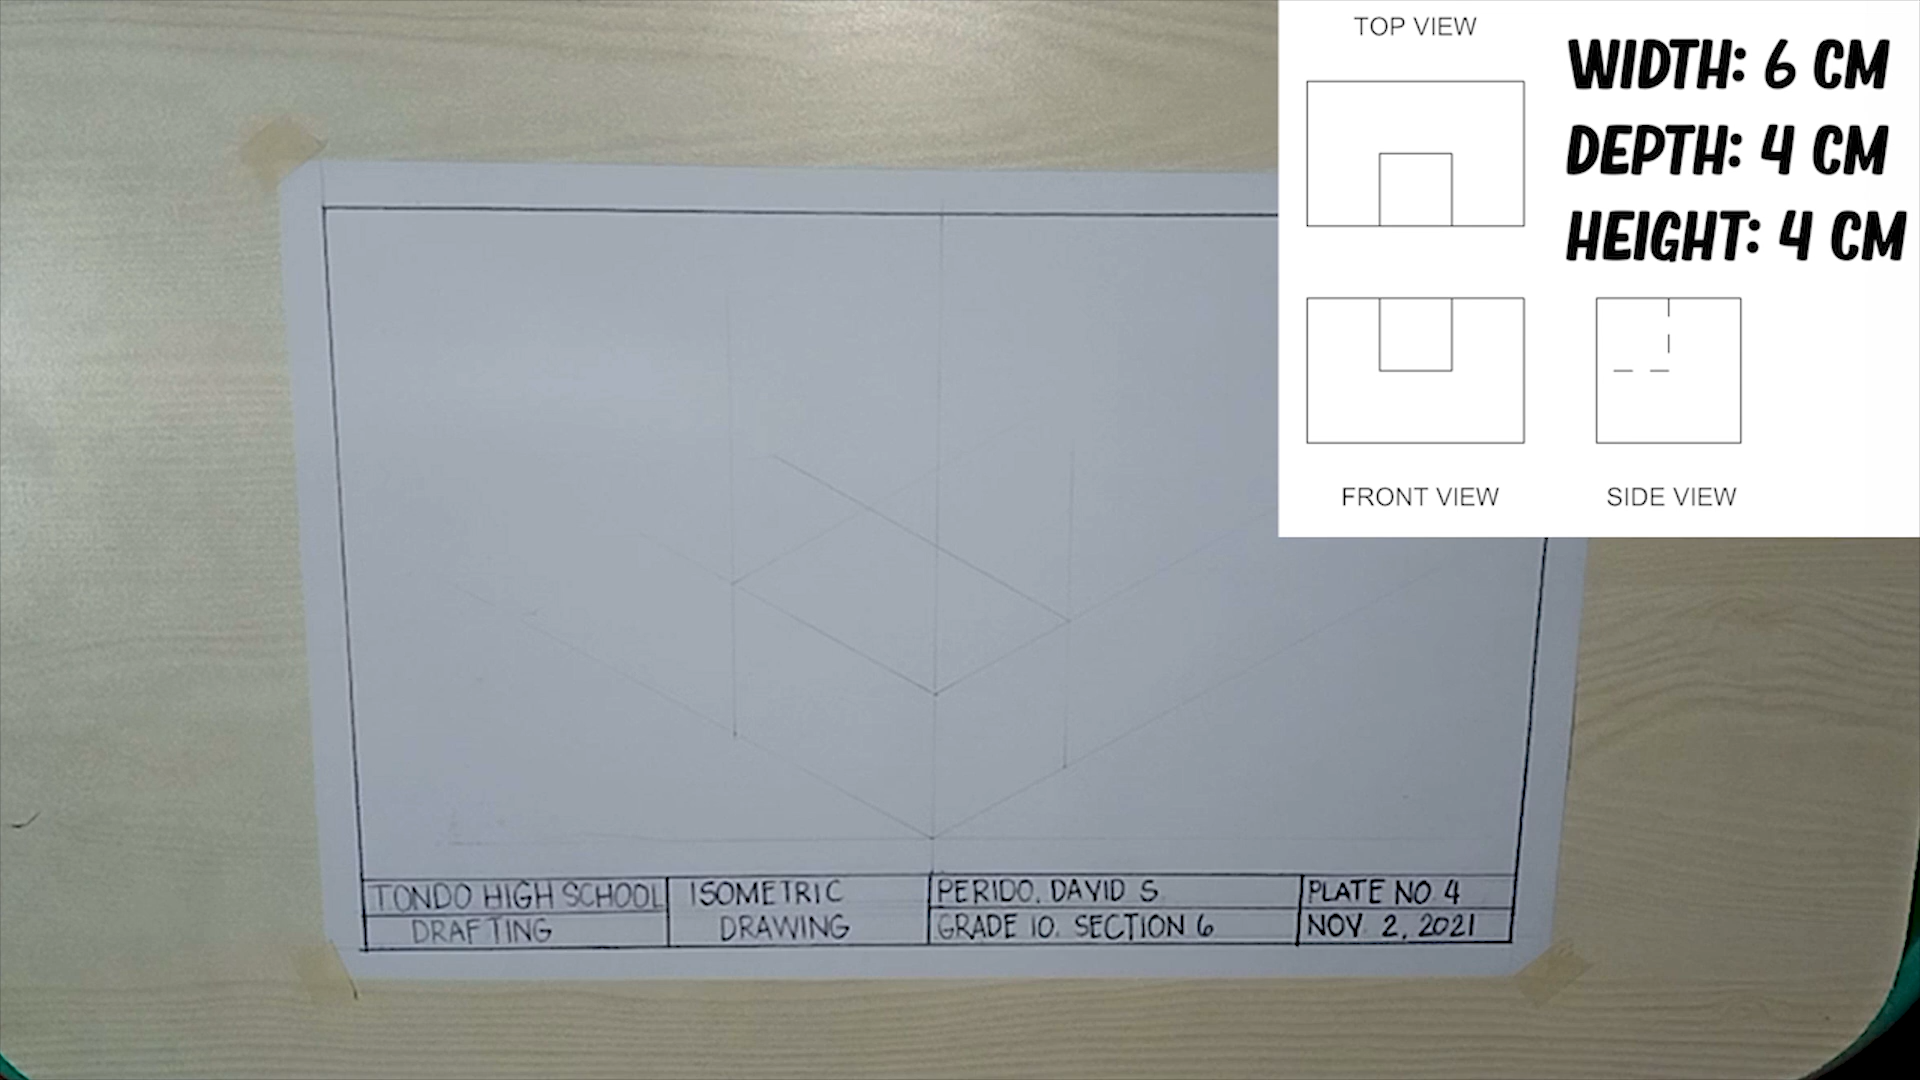 TOP VIEW
WIDTH: 6 CM
DEPTH: 4 CM
HEIGHT: 4 CM
FRONT VIEW
SIDE VIEW
TONDO HIGH SCHOOL
DRAFTING
ISOMETRIC
DRAWING
PERIDO, DAVID S.
GRADE 10, SECTION 6
PLATE NO. 4
NOV. 2, 2021